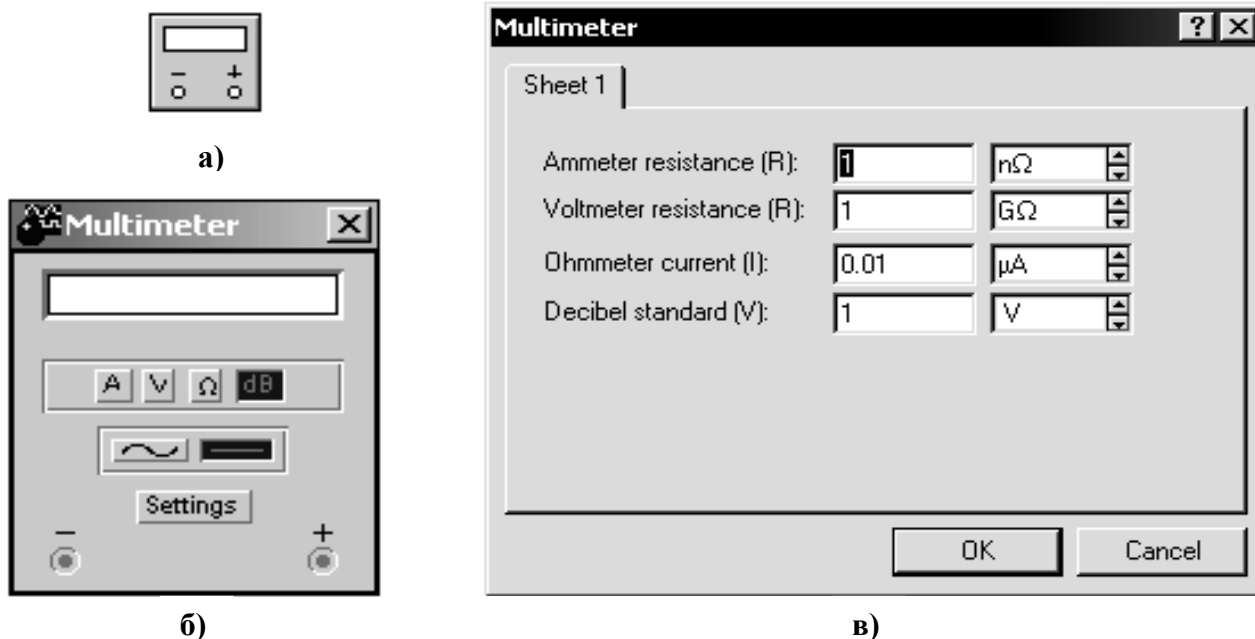 − +
а)
Multimeter
A V Ω dB
Settings
− +
б)
Multimeter
Sheet 1
Ammeter resistance (R): 1 nΩ
Voltmeter resistance (R): 1 GΩ
Ohmmeter current (I): 0.01 µA
Decibel standard (V): 1 V
OK Cancel
в)